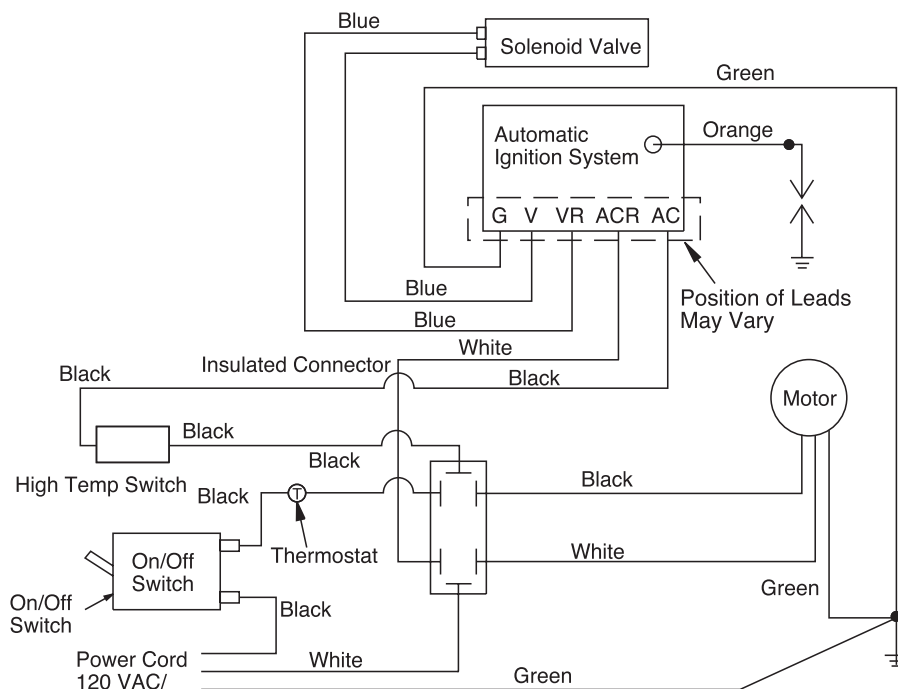 Blue
Solenoid Valve
Green
Automatic
Ignition System
Orange
G V VR ACR AC
Blue
Position of Leads
May Vary
Blue
White
Insulated Connector
Black
Black
Motor
Black
Black
High Temp Switch
Black
T
Black
Thermostat
On/Off
Switch
White
Green
On/Off
Switch
Black
Power Cord
120 VAC/
White
Green